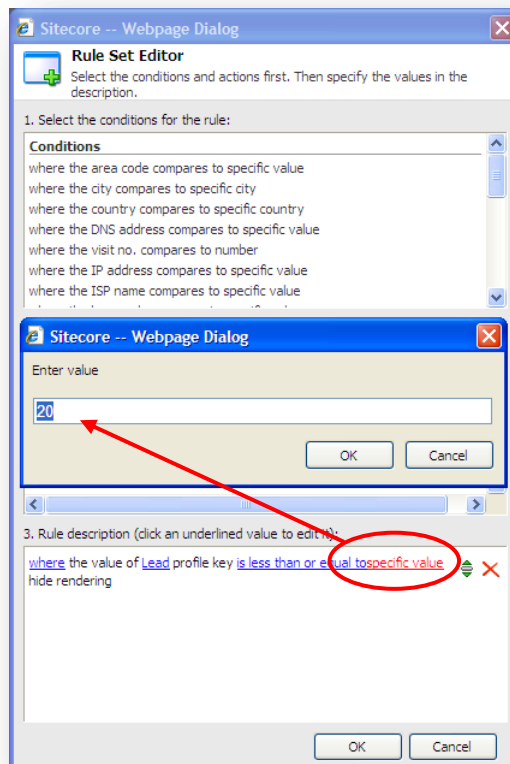 Sitecore -- Webpage Dialog
Rule Set Editor
Select the conditions and actions first. Then specify the values in the
description.
1. Select the conditions for the rule:
Conditions
where the area code compares to specific value
where the city compares to specific city
where the country compares to specific country
where the DNS address compares to specific value
where the visit no. compares to number
where the IP address compares to specific value
where the ISP name compares to specific value
Sitecore -- Webpage Dialog
Enter value
20
OK Cancel
3. Rule description (click an underlined value to edit it):
where the value of Lead profile key is less than or equal tospecific value
hide rendering
OK Cancel